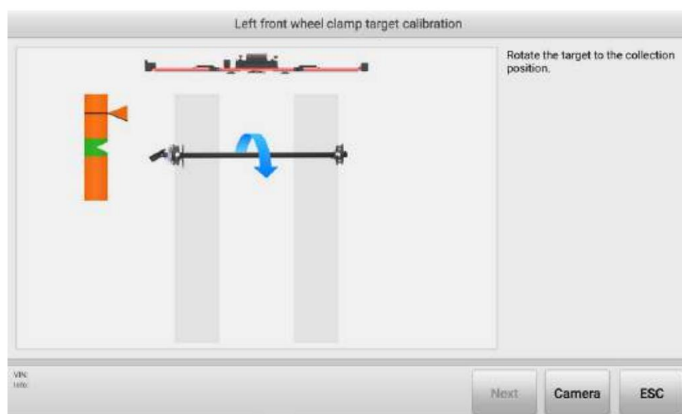 Left front wheel clamp target calibration
Rotate the target to the collection
position.
VIN:
Info:
Next
Camera
ESC